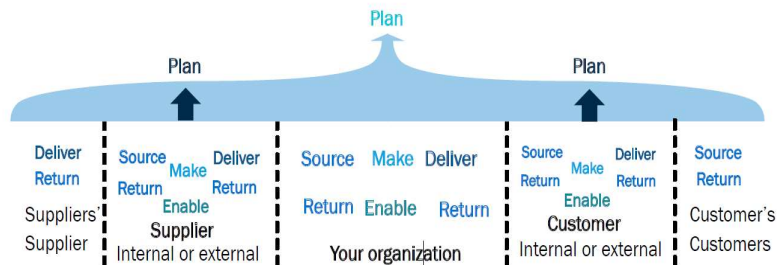 Plan
Plan
Plan
Deliver
Return
Suppliers'
Supplier
Source
Make
Deliver
Return
Return
Enable
Supplier
Internal or external
Source Make Deliver
Return Enable Return
Your organization
Source
Make
Deliver
Return
Return
Enable
Customer
Internal or external
Source
Return
Customer's
Customers